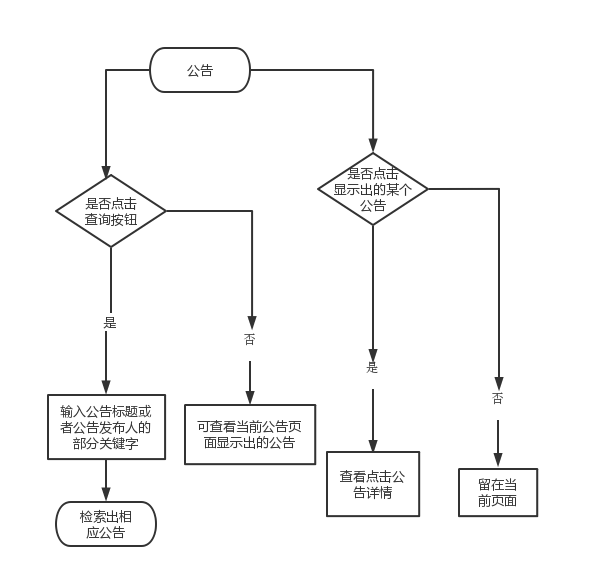 公告
是否点击
查询按钮
是否点击
显示出的某个
公告
是
否
是
否
输入公告标题或
者公告发布人的
部分关键字
可查看当前公告页
面显示出的公告
查看点击公
告详情
留在当
前页面
检索出相
应公告